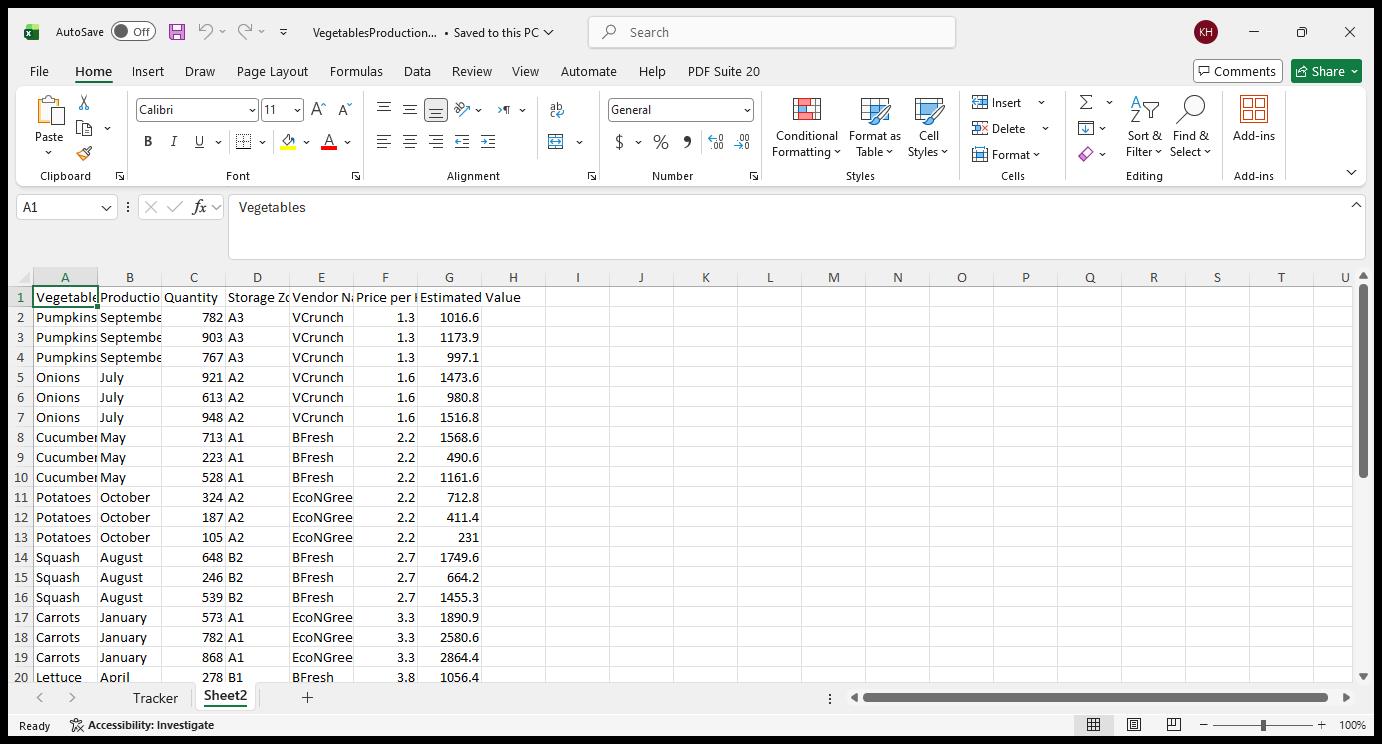 AutoSave Off VegetablesProduction... • Saved to this PC Search KH
File Home Insert Draw Page Layout Formulas Data Review View Automate Help PDF Suite 20 Comments Share
Paste
Clipboard
Calibri 11
B I U A
Font
ab
Alignment
General
$ % 9
Number
Conditional Formatting
Format as Table
Cell Styles
Styles
Insert
Delete
Format
Cells
Sort & Filter
Find & Select
Editing
Add-ins
Add-ins
A1 fx Vegetables
A B C D E F G H I J K L M N O P Q R S T U
1 Vegetable Productio Quantity Storage Zo Vendor Na Price per Estimated Value
2 Pumpkins Septembe 782 A3 VCrunch 1.3 1016.6
3 Pumpkins Septembe 903 A3 VCrunch 1.3 1173.9
4 Pumpkins Septembe 767 A3 VCrunch 1.3 997.1
5 Onions July 921 A2 VCrunch 1.6 1473.6
6 Onions July 613 A2 VCrunch 1.6 980.8
7 Onions July 948 A2 VCrunch 1.6 1516.8
8 Cucumber May 713 A1 BFresh 2.2 1568.6
9 Cucumber May 223 A1 BFresh 2.2 490.6
10 Cucumber May 528 A1 BFresh 2.2 1161.6
11 Potatoes October 324 A2 EcoNGree 2.2 712.8
12 Potatoes October 187 A2 EcoNGree 2.2 411.4
13 Potatoes October 105 A2 EcoNGree 2.2 231
14 Squash August 648 B2 BFresh 2.7 1749.6
15 Squash August 246 B2 BFresh 2.7 664.2
16 Squash August 539 B2 BFresh 2.7 1455.3
17 Carrots January 573 A1 EcoNGree 3.3 1890.9
18 Carrots January 782 A1 EcoNGree 3.3 2580.6
19 Carrots January 868 A1 EcoNGree 3.3 2864.4
20 Lettuce April 278 B1 BFresh 3.8 1056.4
Tracker Sheet2
Ready Accessibility: Investigate 100%